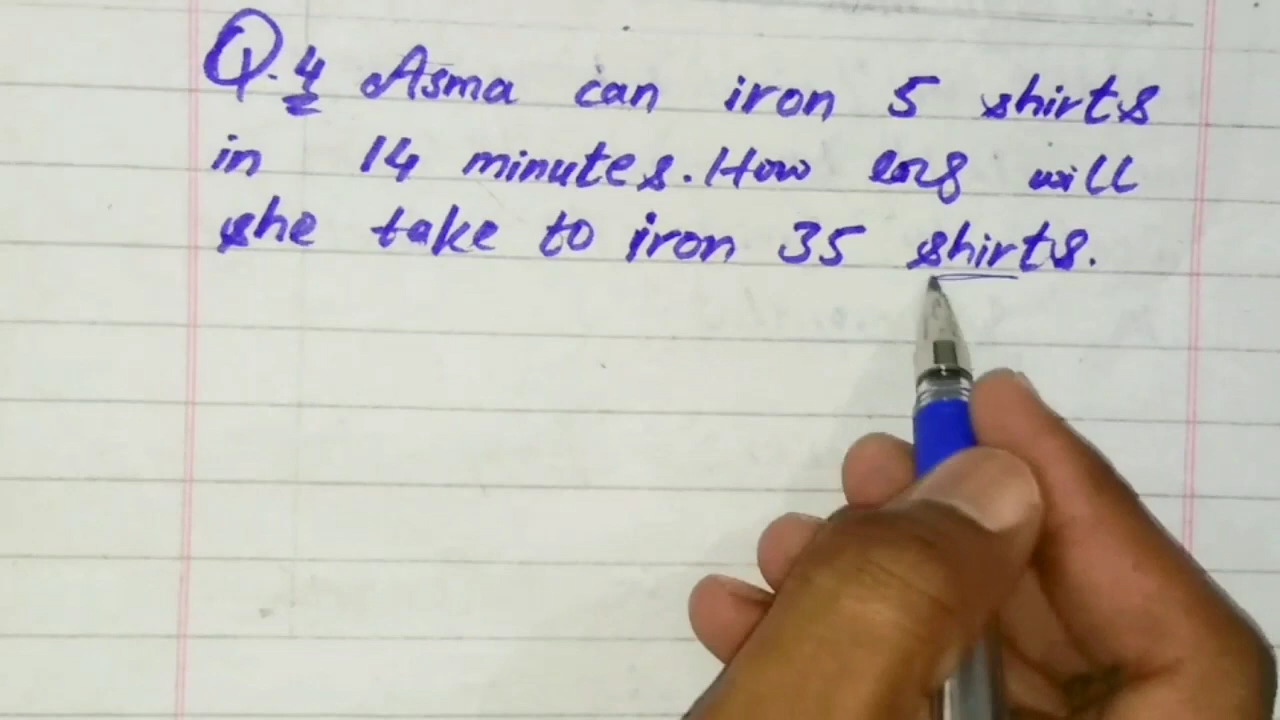 Q.4 Asma can iron 5 shirts
in 14 minutes. How long will
she take to iron 35 shirts.